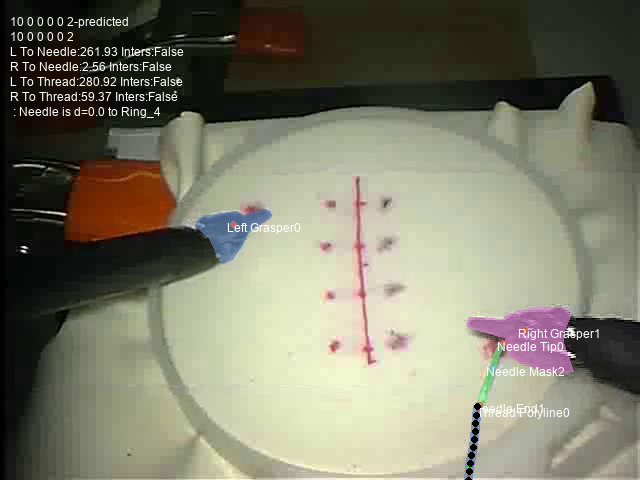 10 0 0 0 0 2-predicted
10 0 0 0 0 2
L To Needle:261.93 Inters:False
R To Needle:2.56 Inters:False
L To Thread:280.92 Inters:False
R To Thread:59.37 Inters:False
: Needle is d=0.0 to Ring_4
Left Grasper0
Right Grasper1
Needle Tip0
Needle Mask2
Needle End1
Thread Polyline0